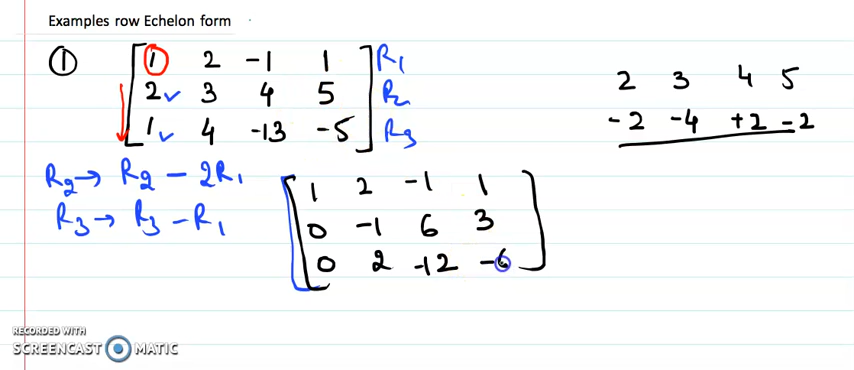 Examples row Echelon form
① 1 2 -1 1 R1
2 3 4 5 R2
1 4 -13 -5 R3
2 3 4 5
-2 -4 +2 -2
R2 → R2 - 2R1
R3 → R3 - R1
1 2 -1 1
0 -1 6 3
0 2 -12 -6
RECORDED WITH
SCREENCAST MATIC